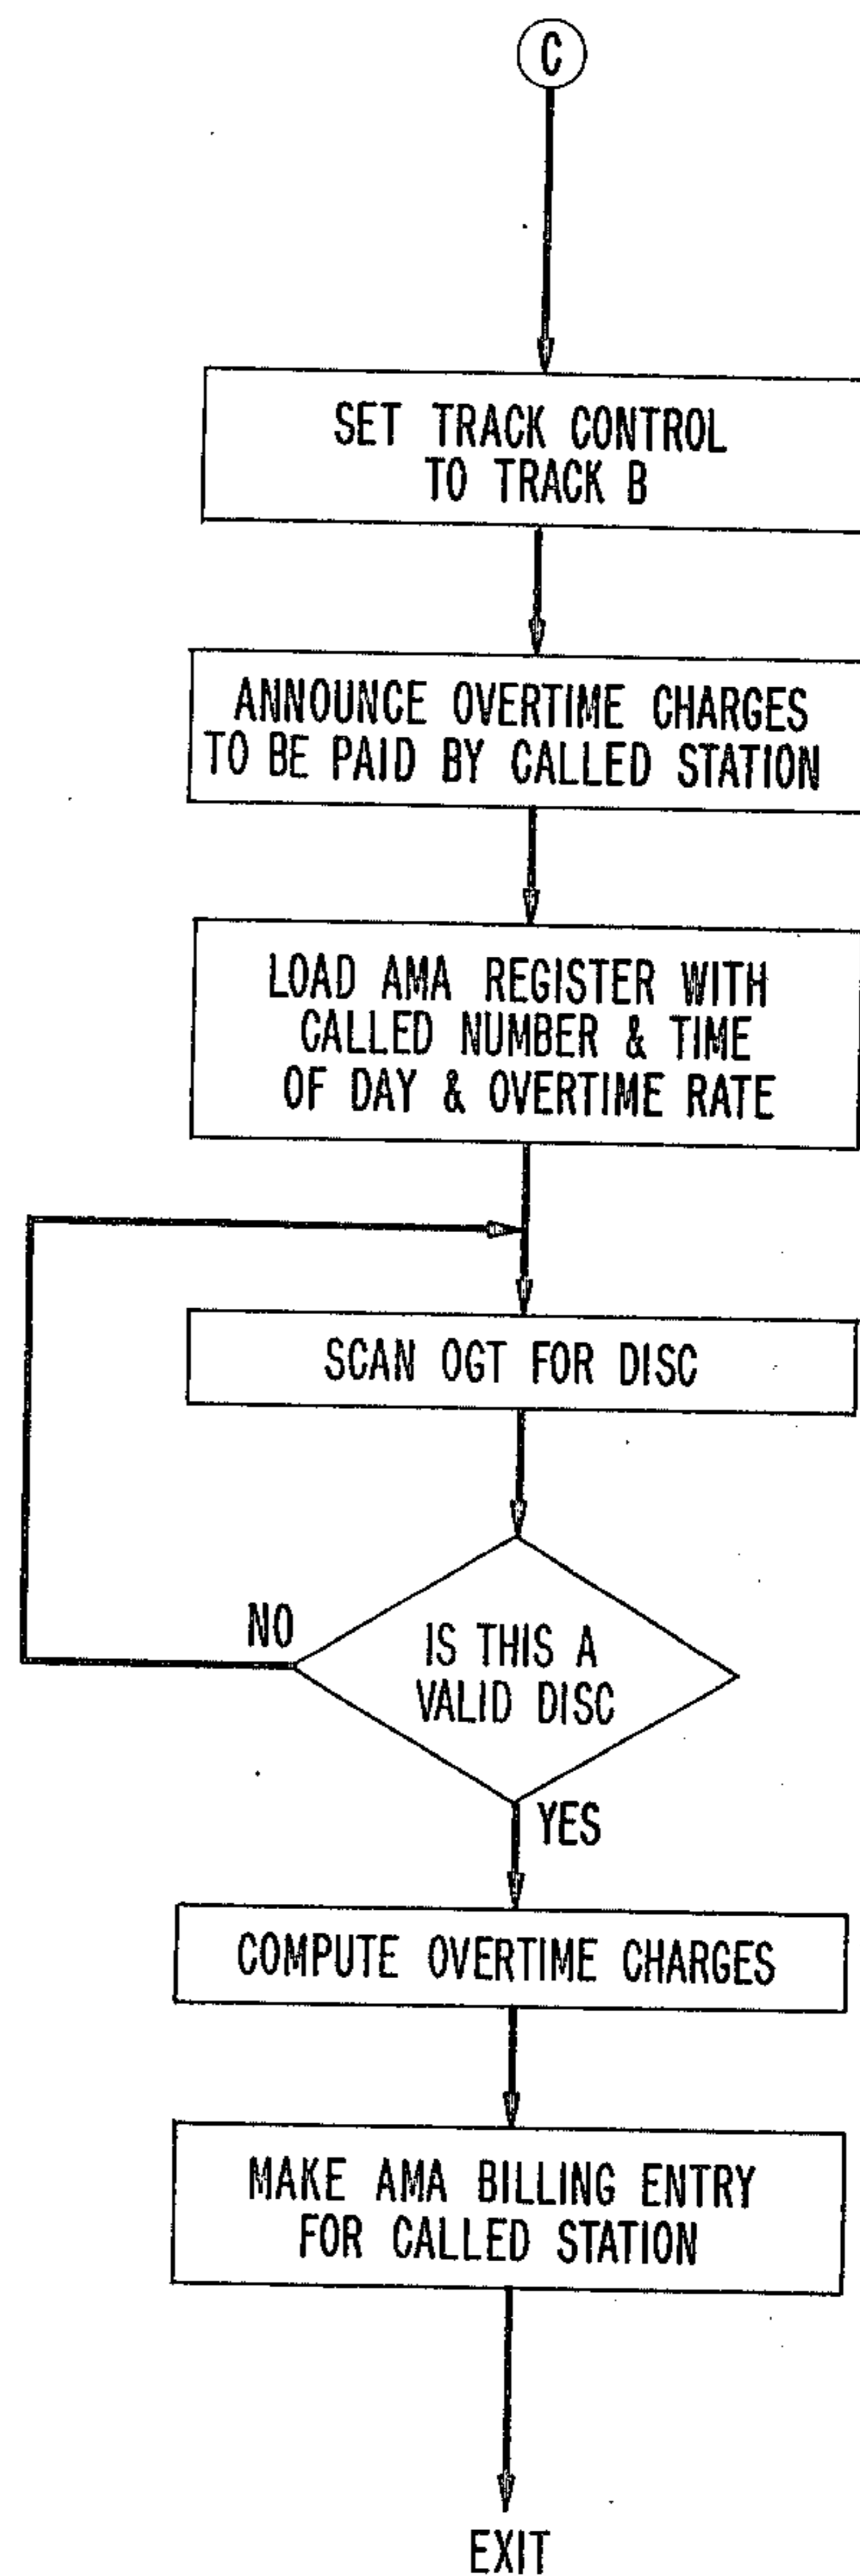 C
SET TRACK CONTROL
TO TRACK B
ANNOUNCE OVERTIME CHARGES
TO BE PAID BY CALLED STATION
LOAD AMA REGISTER WITH
CALLED NUMBER & TIME
OF DAY & OVERTIME RATE
SCAN OGT FOR DISC
NO
IS THIS A
VALID DISC
YES
COMPUTE OVERTIME CHARGES
MAKE AMA BILLING ENTRY
FOR CALLED STATION
EXIT